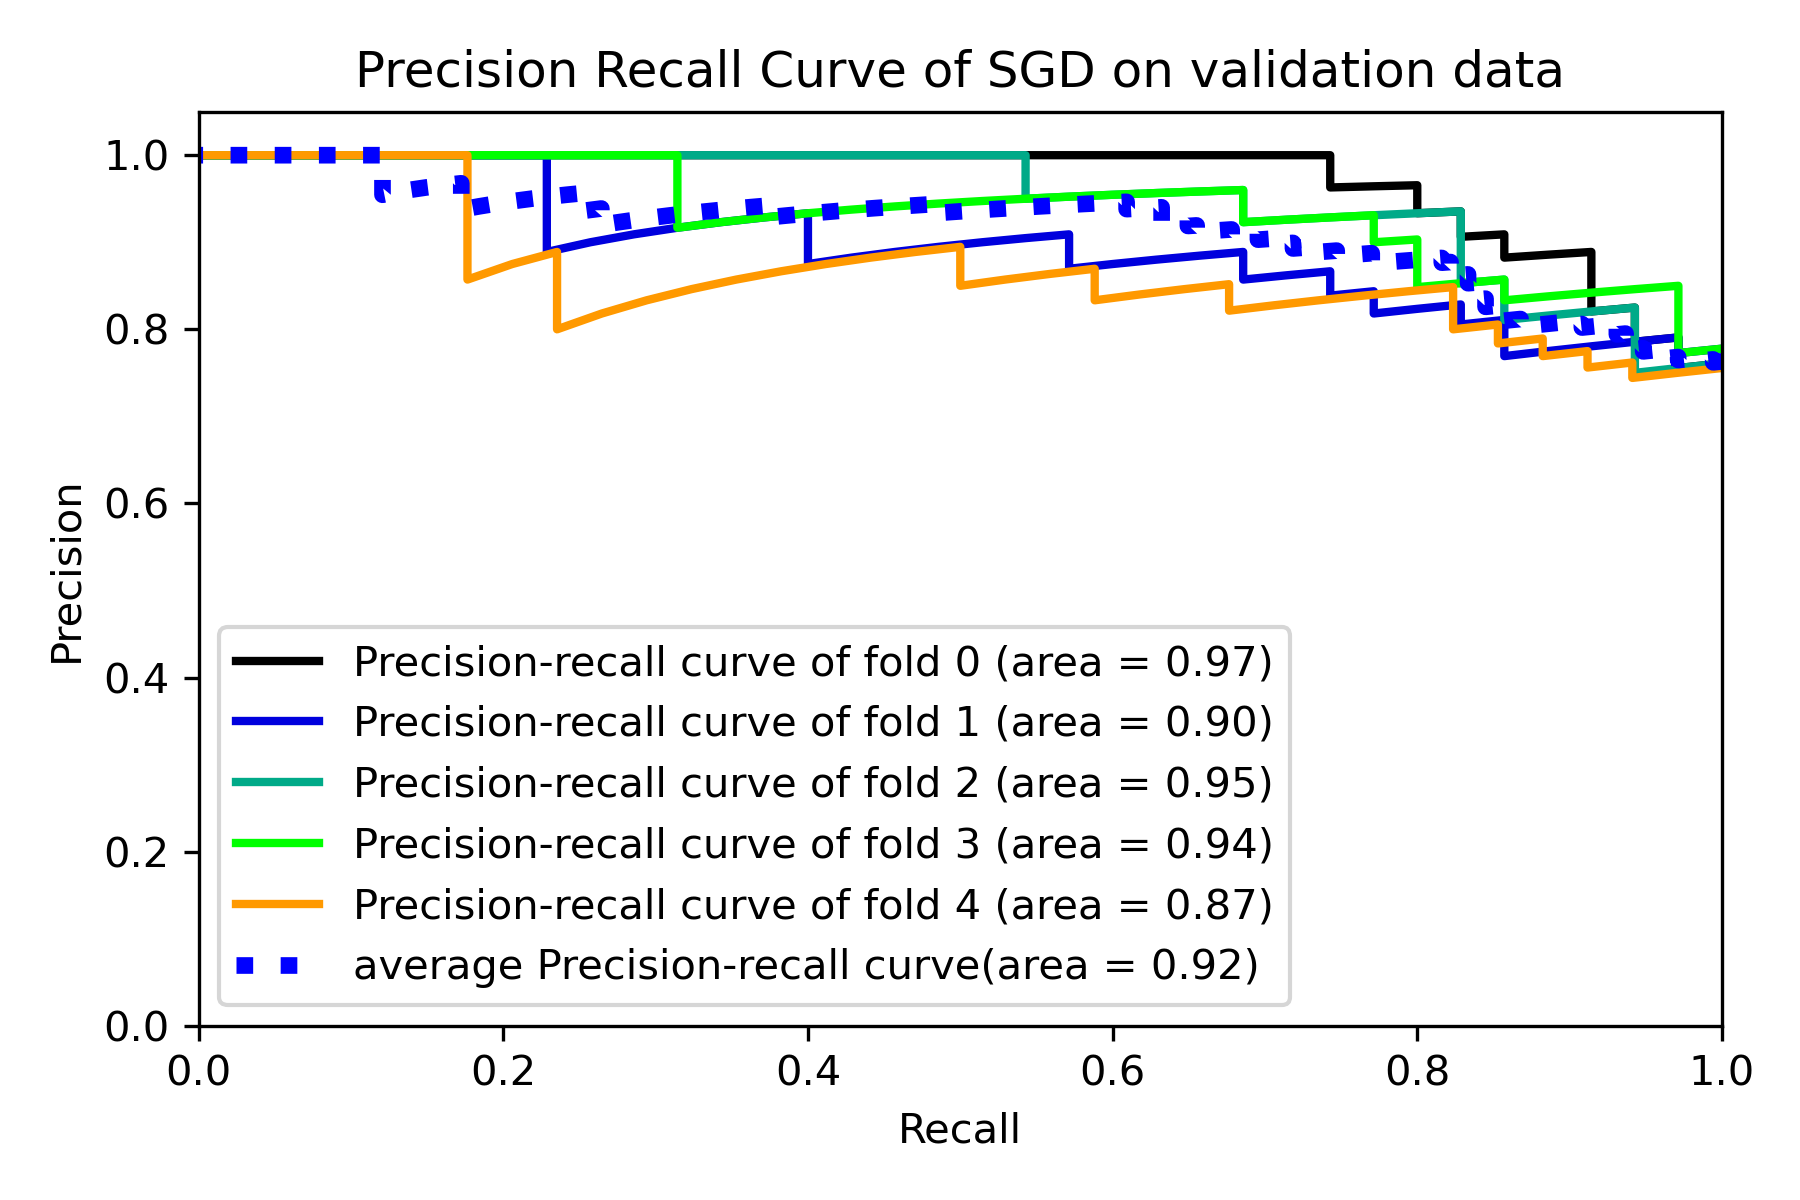 Precision Recall Curve of SGD on validation data
1.0
0.8
0.6
0.4
0.2
0.0
Precision
Precision-recall curve of fold 0 (area = 0.97)
Precision-recall curve of fold 1 (area = 0.90)
Precision-recall curve of fold 2 (area = 0.95)
Precision-recall curve of fold 3 (area = 0.94)
Precision-recall curve of fold 4 (area = 0.87)
average Precision-recall curve(area = 0.92)
0.0 0.2 0.4 0.6 0.8 1.0
Recall